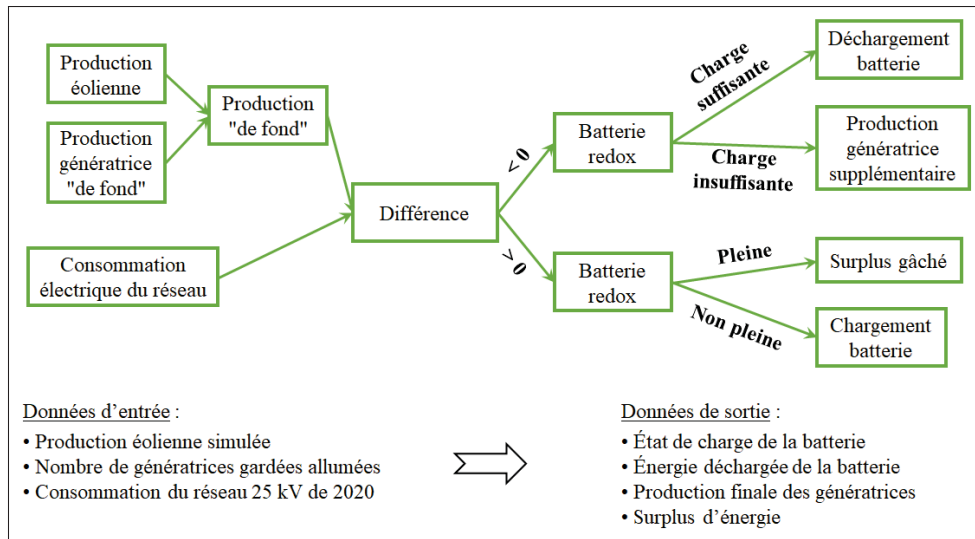 Production
éolienne
Production
génératrice
"de fond"
Production
"de fond"
Consommation
électrique du réseau
Différence
< 0
> 0
Batterie
redox
Batterie
redox
Charge
suffisante
Charge
insuffisante
Pleine
Non pleine
Déchargement
batterie
Production
génératrice
supplémentaire
Surplus gâché
Chargement
batterie
Données d'entrée :
• Production éolienne simulée
• Nombre de génératrices gardées allumées
• Consommation du réseau 25 kV de 2020
Données de sortie :
• État de charge de la batterie
• Énergie déchargée de la batterie
• Production finale des génératrices
• Surplus d'énergie